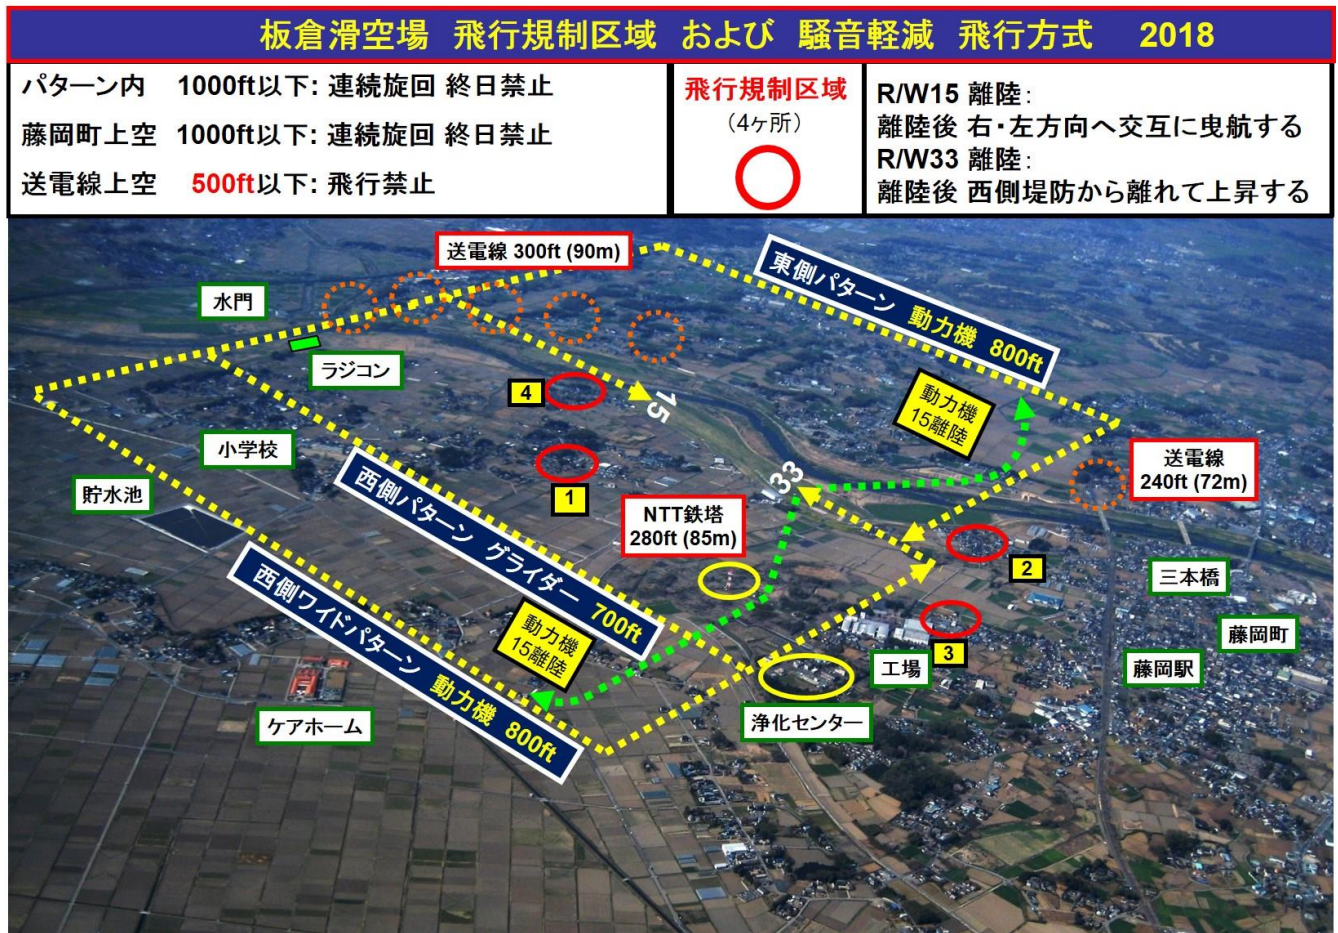 板倉滑空場 飛行規制区域 および 騒音軽減 飛行方式 2018
パターン内 1000ft以下: 連続旋回 終日禁止
藤岡町上空 1000ft以下: 連続旋回 終日禁止
送電線上空 500ft以下: 飛行禁止
飛行規制区域
(4ヶ所)
R/W15 離陸:
離陸後 右・左方向へ交互に曳航する
R/W33 離陸:
離陸後 西側堤防から離れて上昇する
送電線 300ft (90m)
東側パターン 動力機 800ft
水門
ラジコン
4
15
動力機
15離陸
小学校
1
33
送電線
240ft (72m)
貯水池
西側パターン グライダー 700ft
NTT鉄塔
280ft (85m)
2
三本橋
西側ワイドパターン 動力機 800ft
動力機
15離陸
3
工場
藤岡町
藤岡駅
ケアホーム
浄化センター